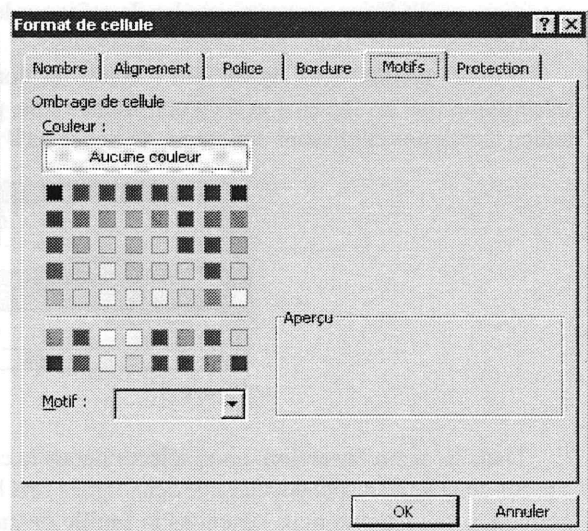 Format de cellule
Nombre Alignement Police Bordure Motifs Protection
Ombrage de cellule
Couleur :
Aucune couleur
Aperçu
Motif :
OK Annuler